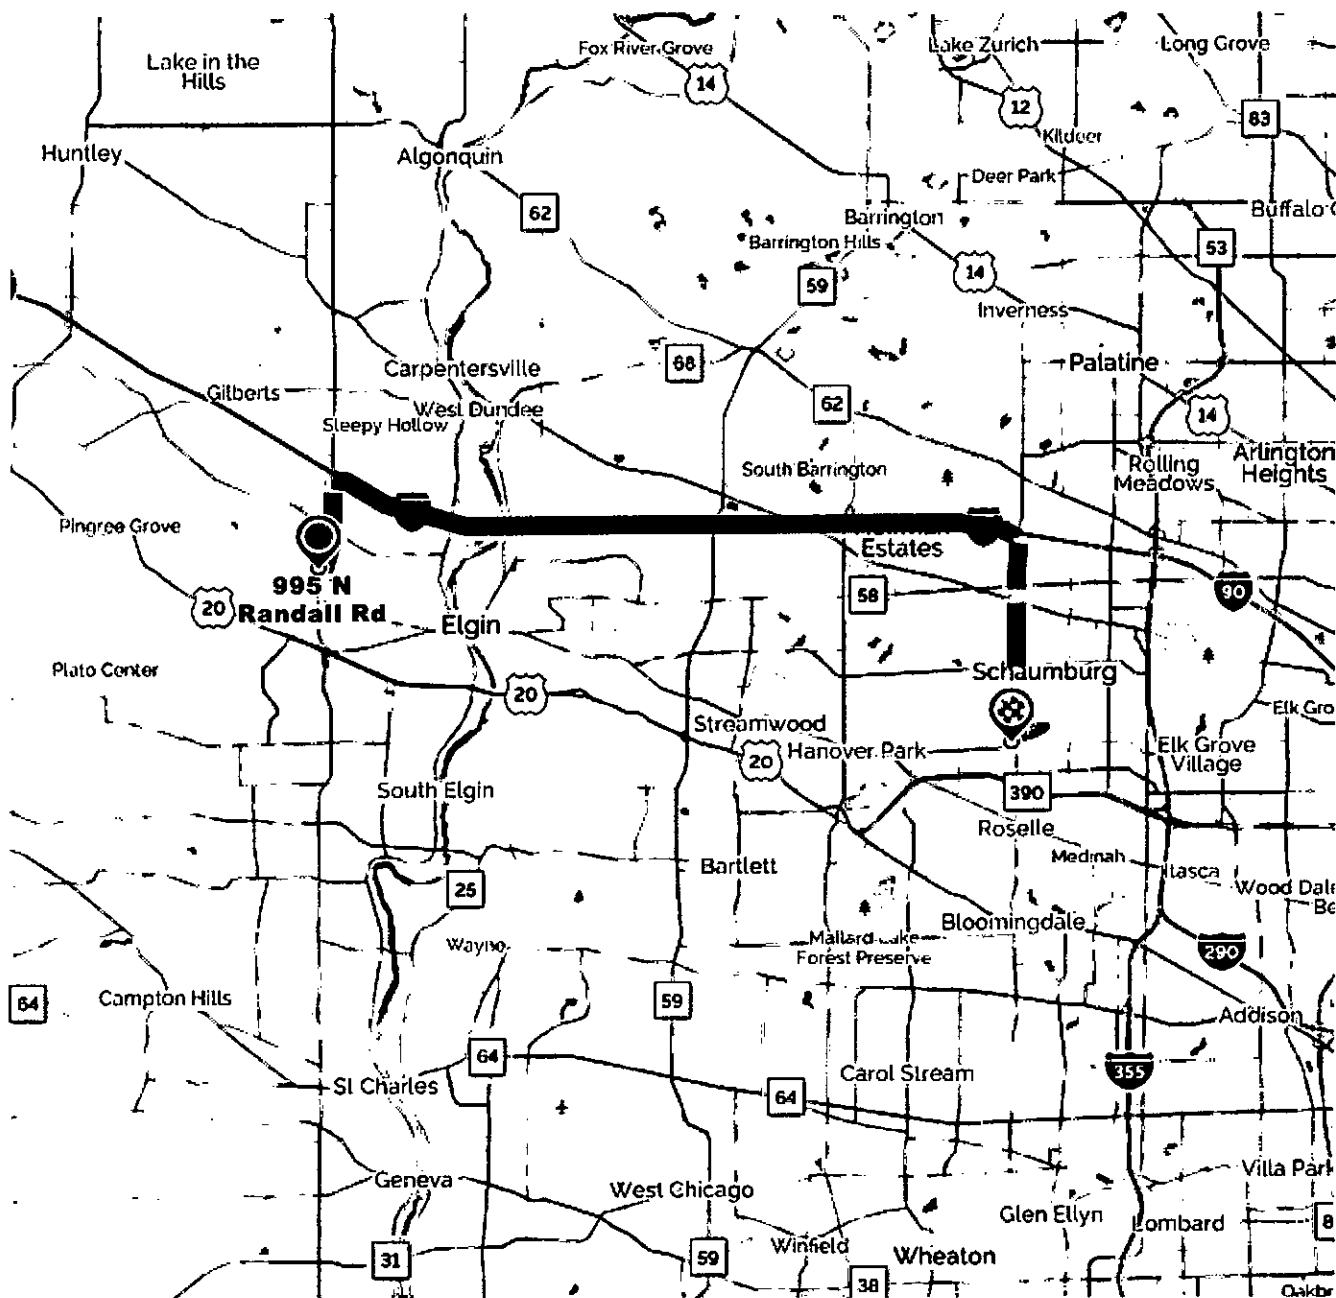 Lake in the
Hills
Fox River Grove
14
Lake Zurich
Long Grove
12
83
Kildeer
Huntley
Algonquin
62
Deer Park
Barrington
Buffalo
Barrington Hills
53
59
14
Inverness
Carpentersville
68
Palatine
Gilberts
West Dundee
Sleepy Hollow
62
14
South Barrington
Rolling
Meadows
Arlington
Heights
Pingree Grove
Estates
995 N
Randall Rd
20
58
90
Elgin
Plato Center
Schaumburg
20
Streamwood
Elk Gro
Hanover Park
20
Elk Grove
Village
South Elgin
390
Roselle
Medinah
Itasca
Bartlett
25
Wood Dale
Be
Bloomingdale
Wayne
Mallard Lake
Forest Preserve
290
64
Campton Hills
59
Addison
64
St Charles
Carol Stream
355
64
Geneva
West Chicago
Villa Park
Glen Ellyn
Lombard
8
31
59
Winfield
Wheaton
38
Oakbr